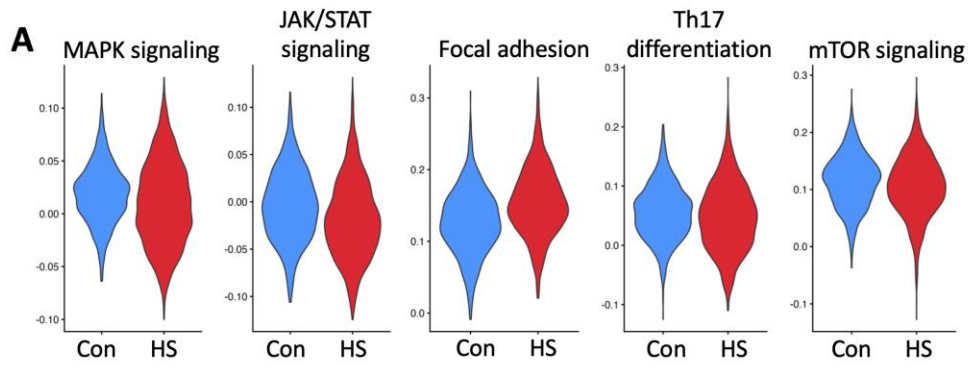 A
MAPK signaling
JAK/STAT
signaling
Focal adhesion
Th17
differentiation
mTOR signaling
0.10
0.05
0.00
-0.05
-0.10
Con HS
0.10
0.05
0.00
-0.05
-0.10
Con HS
0.3
0.2
0.1
0.0
Con HS
0.3
0.2
0.1
0.0
-0.1
Con HS
0.3
0.2
0.1
0.0
-0.1
Con HS